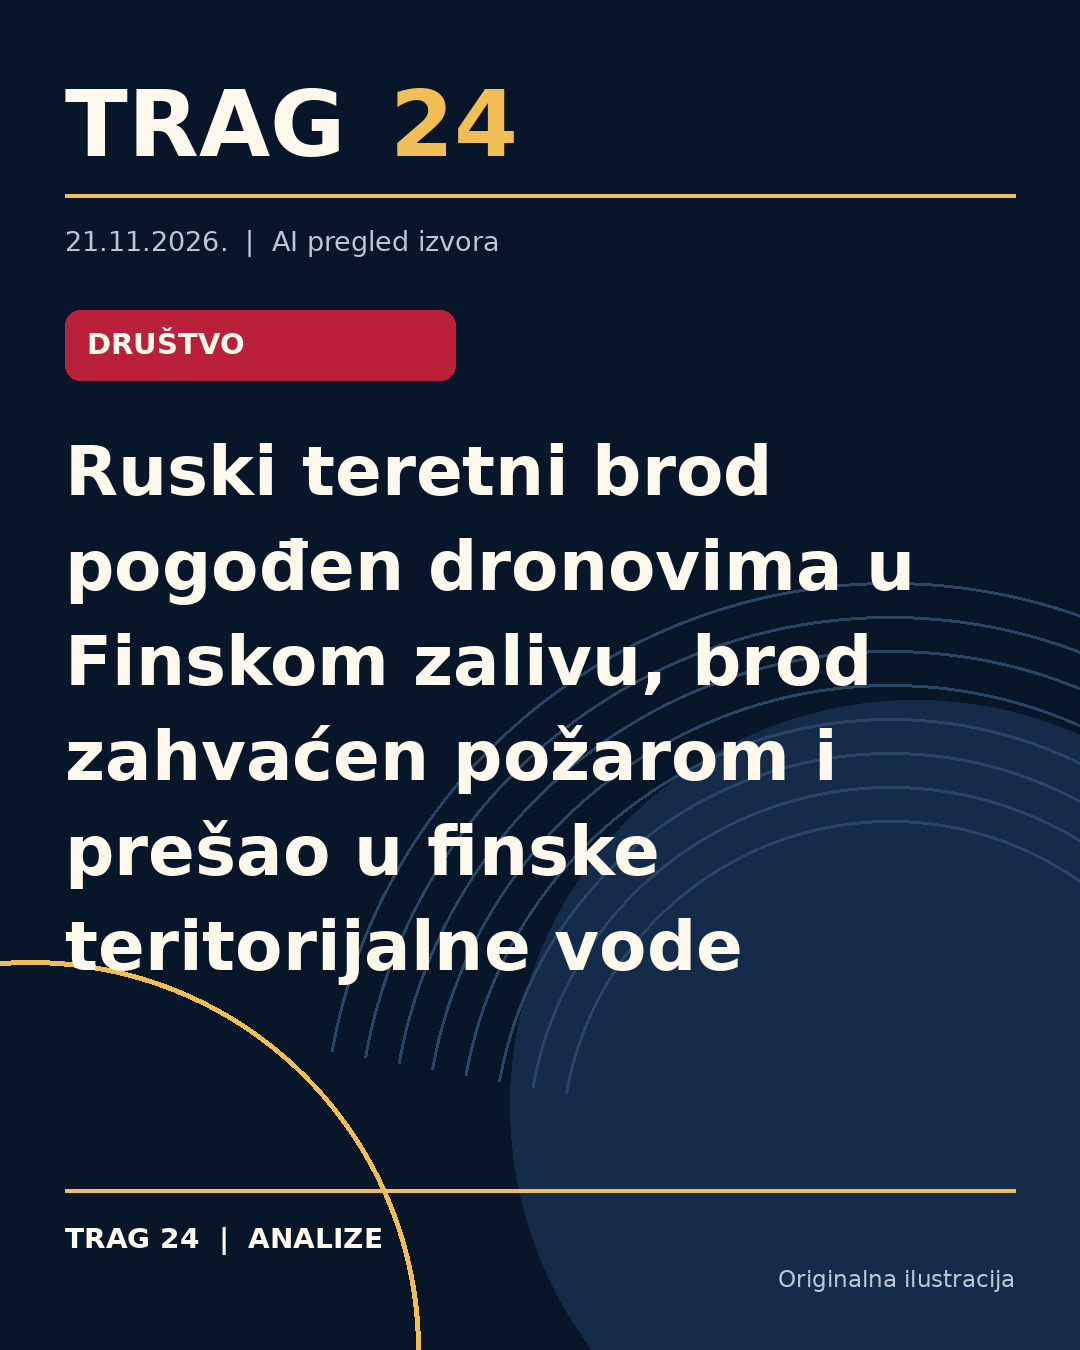 TRAG 24
21.11.2026. | AI pregled izvora
DRUŠTVO
Ruski teretni brod
pogođen dronovima u
Finskom zalivu, brod
zahvaćen požarom i
prešao u finske
teritorijalne vode
TRAG 24 | ANALIZE
Originalna ilustracija